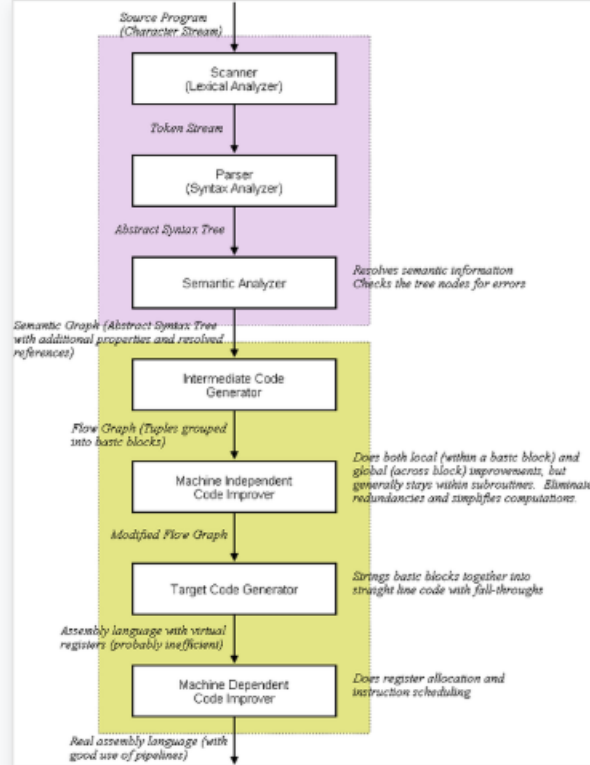 Source Program
(Character Stream)
Scanner
(Lexical Analyzer)
Token Stream
Parser
(Syntax Analyzer)
Abstract Syntax Tree
Semantic Analyzer
Resolves semantic information
Checks the tree nodes for errors
Semantic Graph (Abstract Syntax Tree
with additional properties and resolved
references)
Intermediate Code
Generator
Flow Graph (Tuples grouped
into basic blocks)
Machine Independent
Code Improver
Does both local (within a basic block) and
global (across block) improvements, but
generally stays within subroutines. Eliminate
redundancies and simplifies computations.
Modified Flow Graph
Target Code Generator
Strings basic blocks together into
straight line code with fall-throughs
Assembly language with virtual
registers (probably inefficient)
Machine Dependent
Code Improver
Does register allocation and
instruction scheduling
Real assembly language (with
good use of pipelines)